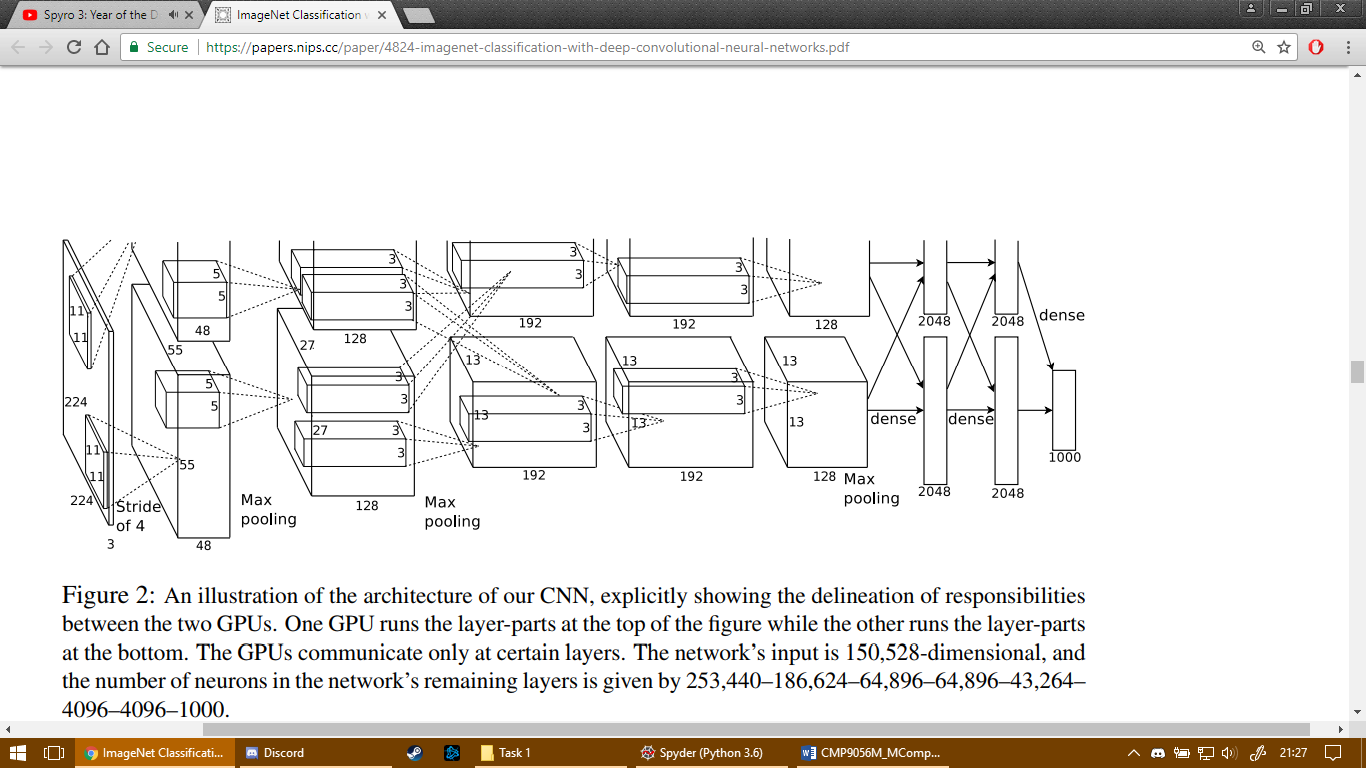 Spyro 3: Year of the D
ImageNet Classification w
Secure
https://papers.nips.cc/paper/4824-imagenet-classification-with-deep-convolutional-neural-networks.pdf
11
11
224
11
11
224
3
Stride
of 4
5
5
48
55
5
5
55
48
Max
pooling
3
3
3
128
27
3
3
27
3
3
128
Max
pooling
3
3
192
13
3
13
3
192
3
3
192
13
3
3
13
192
128
13
13
128
Max
pooling
dense
2048
2048
dense
dense
2048
2048
1000
Figure 2: An illustration of the architecture of our CNN, explicitly showing the delineation of responsibilities
between the two GPUs. One GPU runs the layer-parts at the top of the figure while the other runs the layer-parts
at the bottom. The GPUs communicate only at certain layers. The network's input is 150,528-dimensional, and
the number of neurons in the network's remaining layers is given by 253,440–186,624–64,896–64,896–43,264–
4096–4096–1000.
ImageNet Classificati...
Discord
Task 1
Spyder (Python 3.6)
CMP9056M_MComp...
21:27